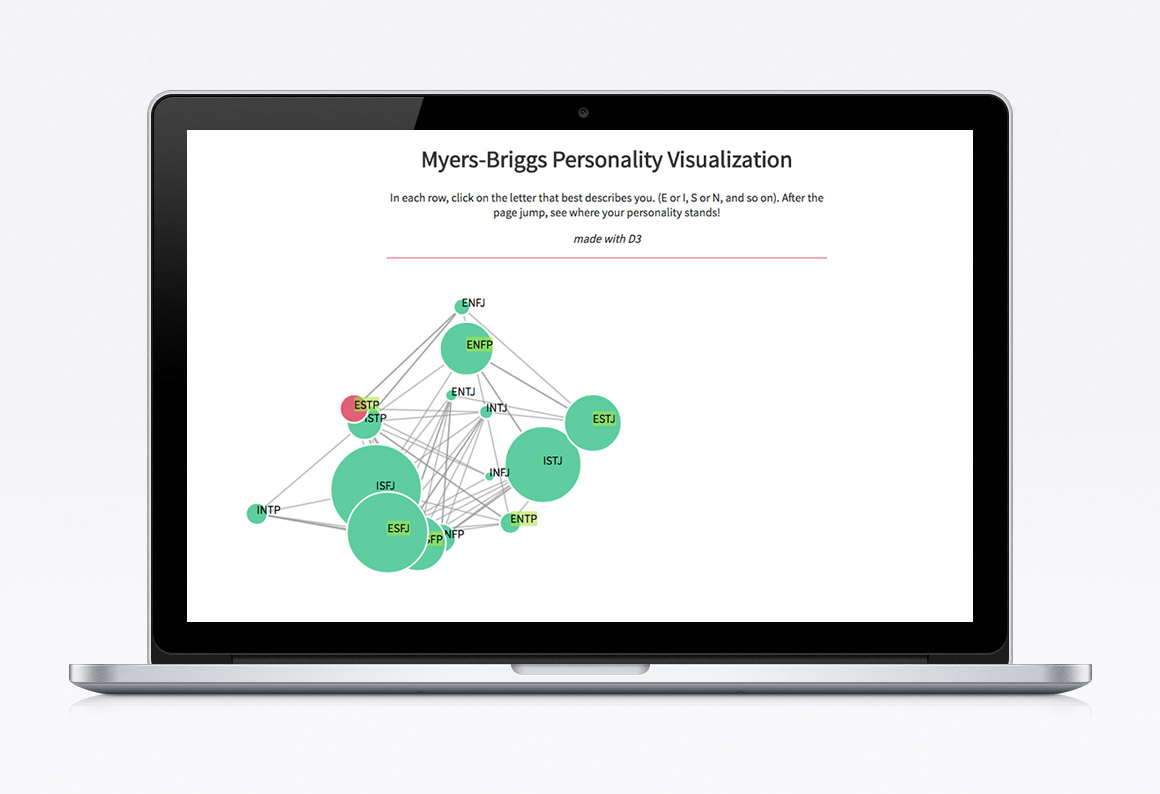 Myers-Briggs Personality Visualization
In each row, click on the letter that best describes you. (E or I, S or N, and so on). After the
page jump, see where your personality stands!
made with D3
ENFJ
ENFP
ENTJ
ESTP
INTJ
ISTP
ESTJ
ISTJ
INFJ
ISFJ
INTP
ENTP
ESFJ
SFP
NFP